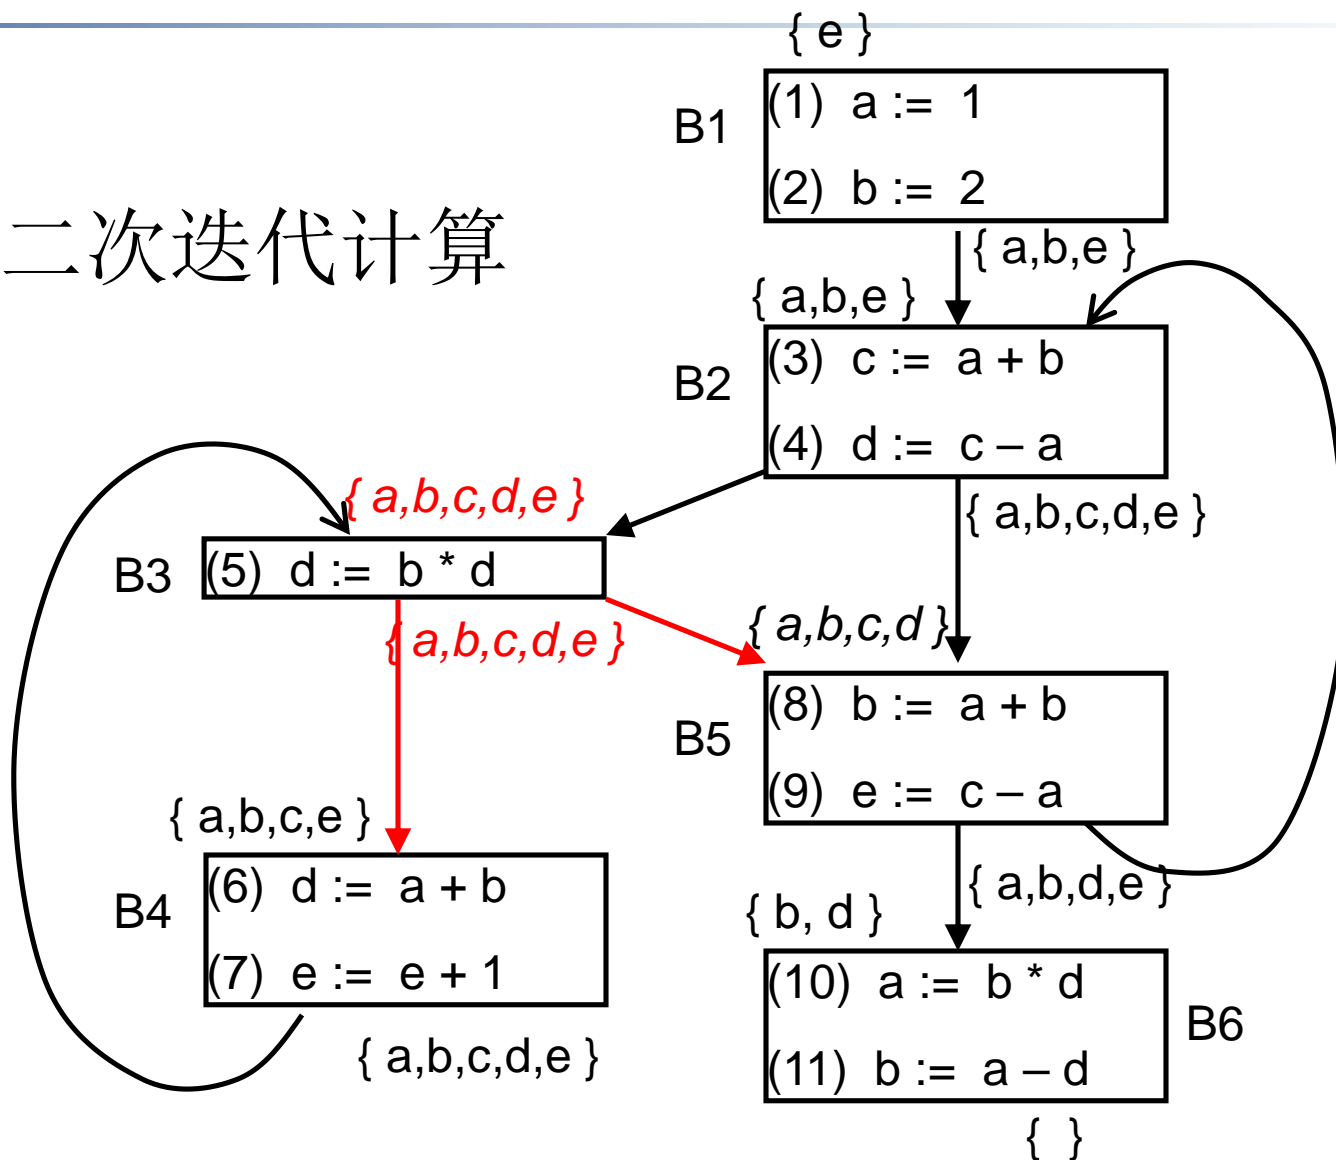 { e }
B1
(1) a := 1
(2) b := 2
二次迭代计算
{ a,b,e }
{ a,b,e }
B2
(3) c := a + b
(4) d := c – a
{ a,b,c,d,e }
{ a,b,c,d,e }
B3
(5) d := b * d
{ a,b,c,d,e }
{ a,b,c,d }
B5
(8) b := a + b
(9) e := c – a
{ a,b,c,e }
B4
(6) d := a + b
(7) e := e + 1
{ a,b,c,d,e }
{ a,b,d,e }
{ b, d }
(10) a := b * d
(11) b := a – d
B6
{ }